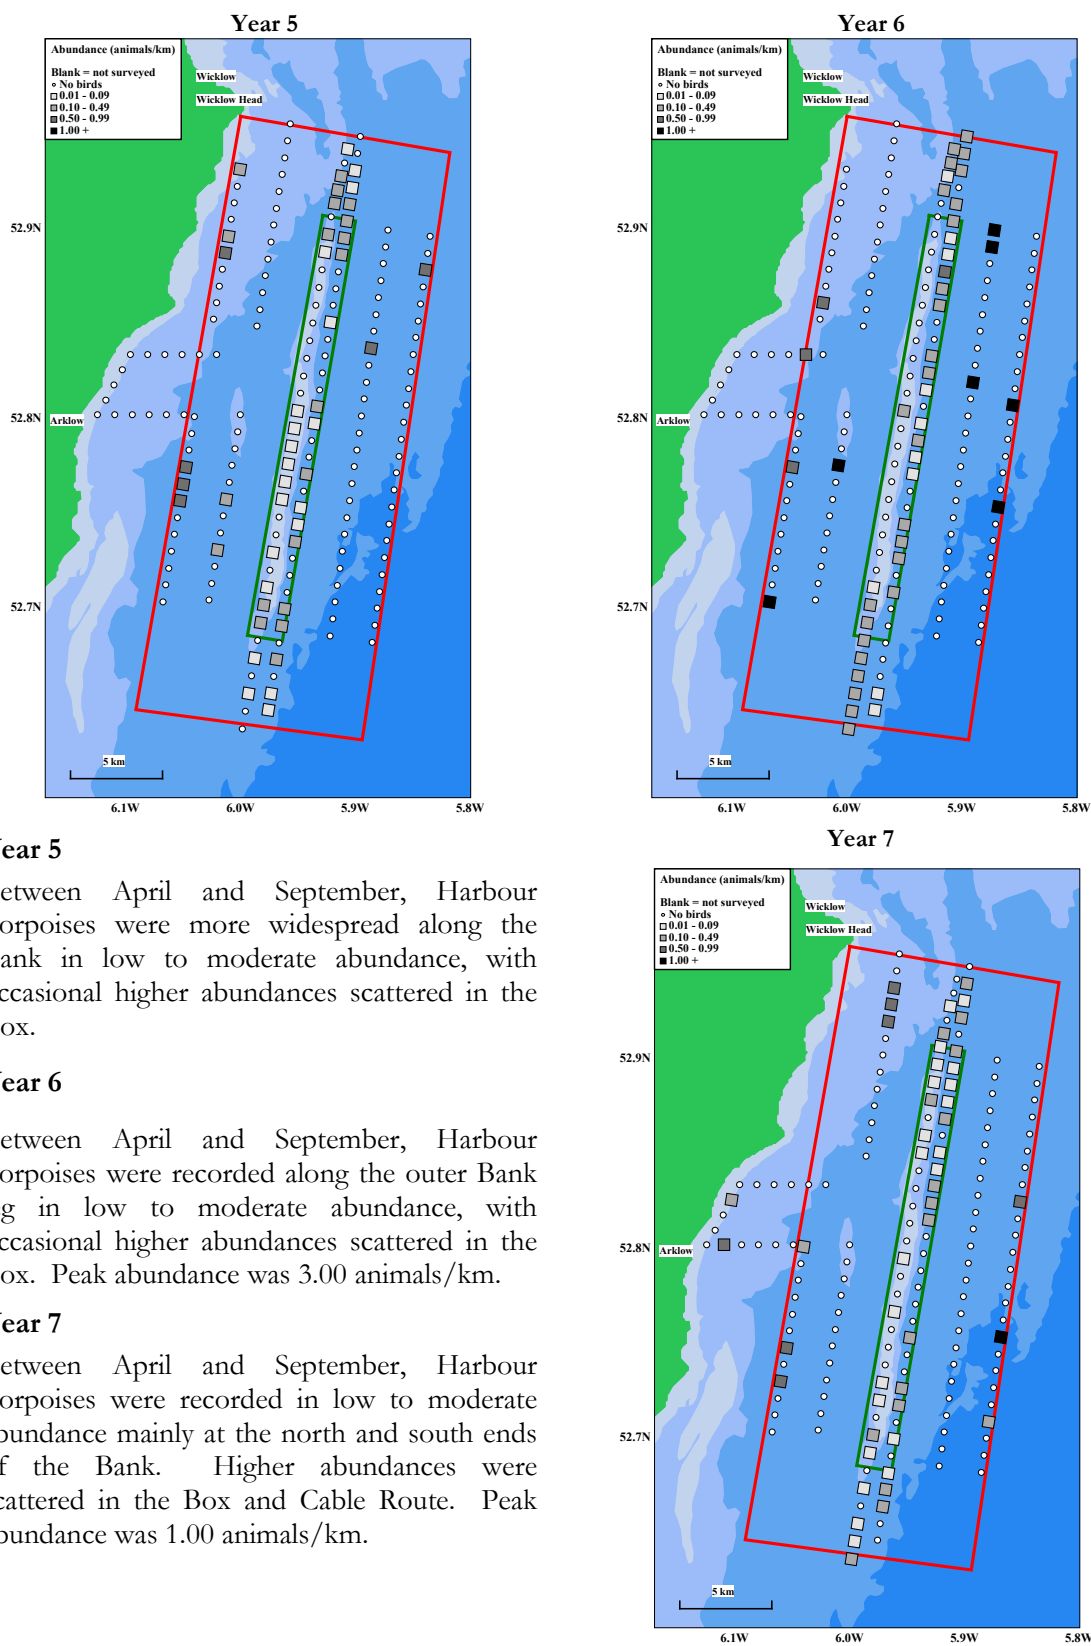 Year 5
Abundance (animals/km)
Blank = not surveyed
No birds
0.01 - 0.09
0.10 - 0.49
0.50 - 0.99
1.00 +
Wicklow
Wicklow Head
52.9N
52.8N
Arklow
52.7N
5 km
6.1W 6.0W 5.9W 5.8W
Year 6
Abundance (animals/km)
Blank = not surveyed
No birds
0.01 - 0.09
0.10 - 0.49
0.50 - 0.99
1.00 +
Wicklow
Wicklow Head
52.9N
52.8N
Arklow
52.7N
5 km
6.1W 6.0W 5.9W 5.8W
ear 5
etween April and September, Harbour
orpoises were more widespread along the
ank in low to moderate abundance, with
ccasional higher abundances scattered in the
ox.
ear 6
etween April and September, Harbour
orpoises were recorded along the outer Bank
g in low to moderate abundance, with
ccasional higher abundances scattered in the
ox. Peak abundance was 3.00 animals/km.
ear 7
etween April and September, Harbour
orpoises were recorded in low to moderate
bundance mainly at the north and south ends
f the Bank. Higher abundances were
cattered in the Box and Cable Route. Peak
bundance was 1.00 animals/km.
Year 7
Abundance (animals/km)
Blank = not surveyed
No birds
0.01 - 0.09
0.10 - 0.49
0.50 - 0.99
1.00 +
Wicklow
Wicklow Head
52.9N
52.8N
Arklow
52.7N
5 km
6.1W 6.0W 5.9W 5.8W